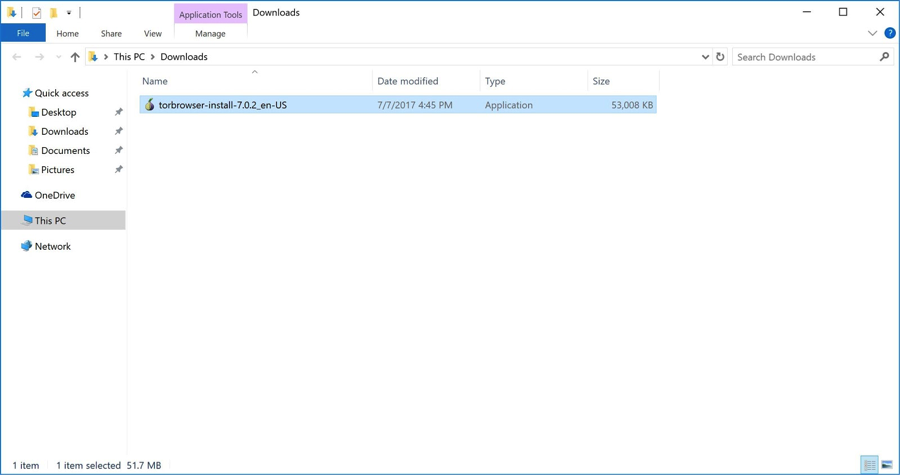 Application Tools Downloads
File Home Share View Manage
This PC Downloads Search Downloads
Name Date modified Type Size
Quick access
torbrowser-install-7.0.2_en-US 7/7/2017 4:45 PM Application 53,008 KB
Desktop
Downloads
Documents
Pictures
OneDrive
This PC
Network
1 item 1 item selected 51.7 MB